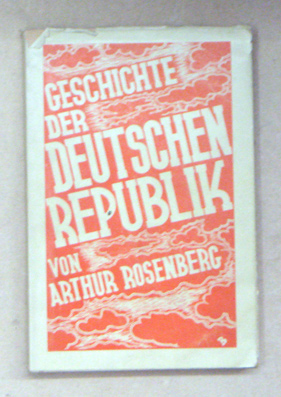 GESCHICHTE
DER
DEUTSCHEN
REPUBLIK
VON
ARTHUR ROSENBERG